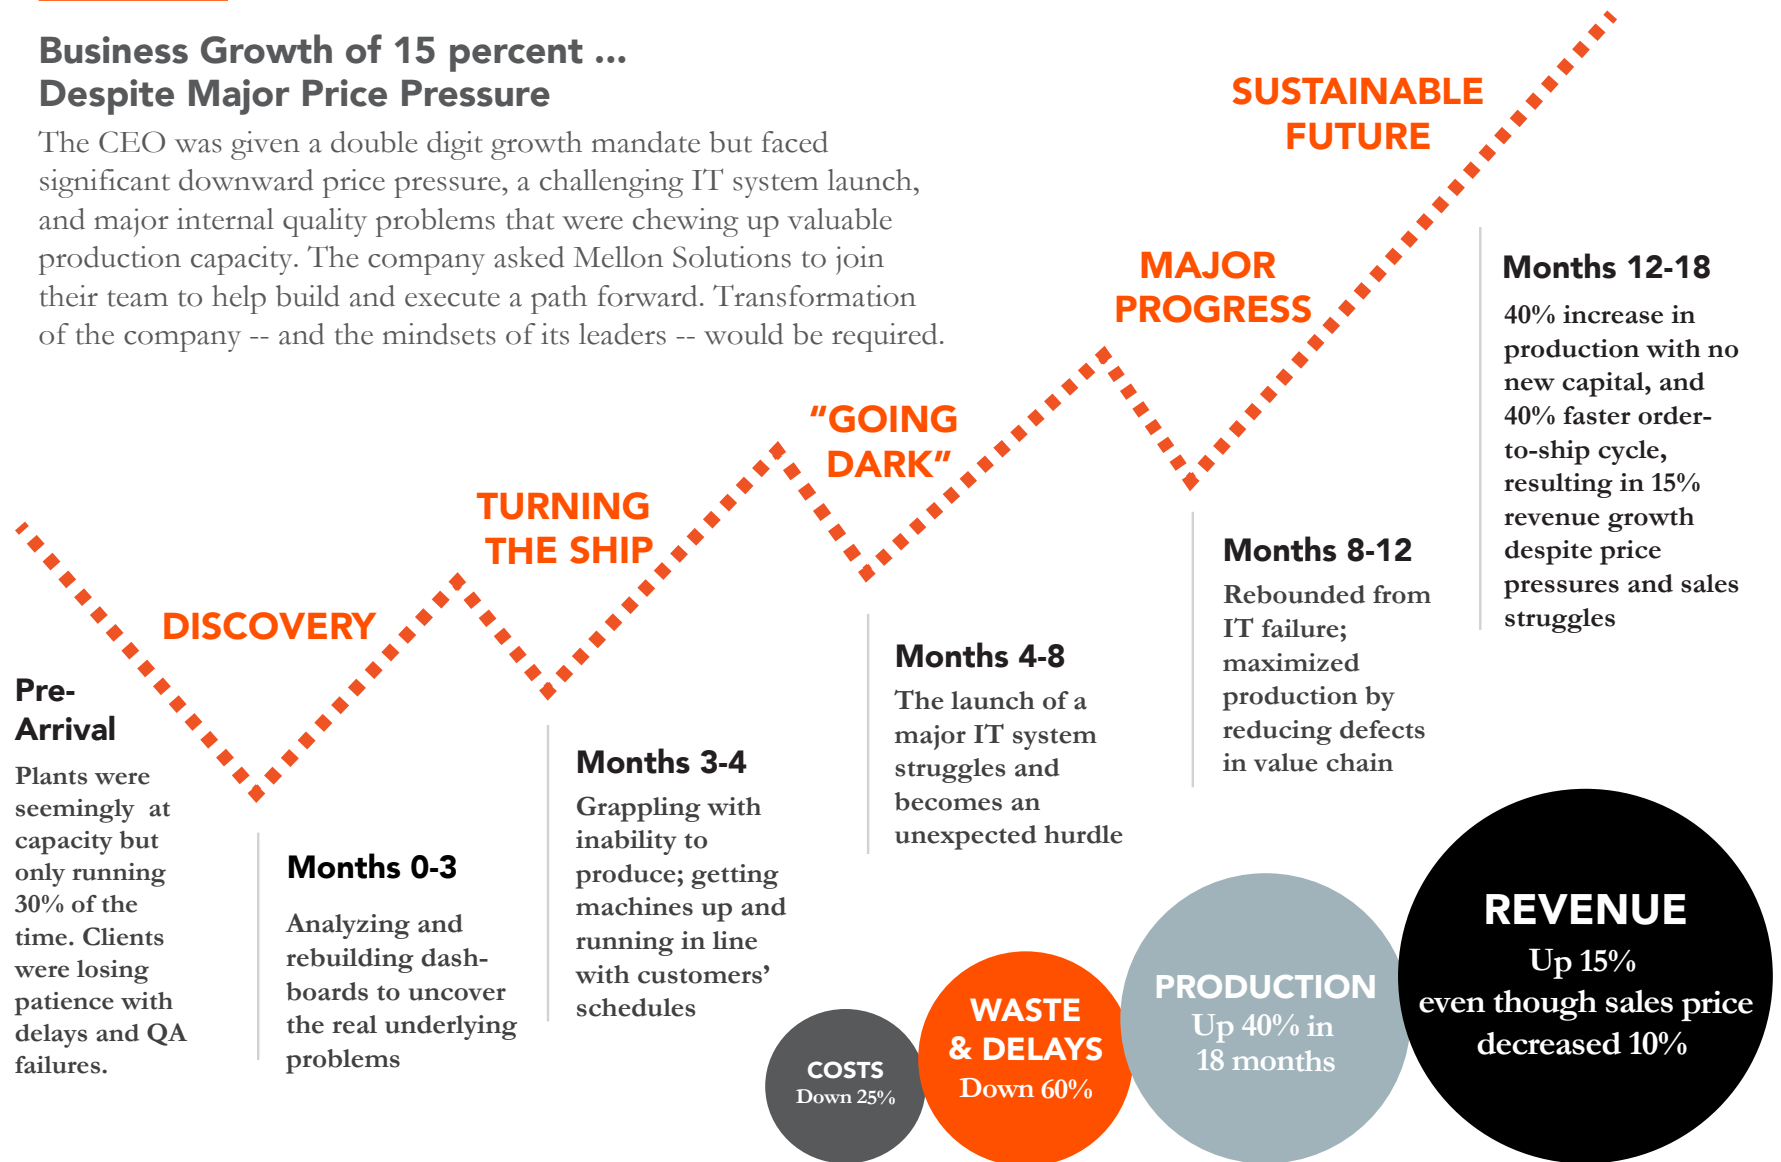 Business Growth of 15 percent ...
Despite Major Price Pressure
The CEO was given a double digit growth mandate but faced
significant downward price pressure, a challenging IT system launch,
and major internal quality problems that were chewing up valuable
production capacity. The company asked Mellon Solutions to join
their team to help build and execute a path forward. Transformation
of the company -- and the mindsets of its leaders -- would be required.
Pre-
Arrival
Plants were
seemingly at
capacity but
only running
30% of the
time. Clients
were losing
patience with
delays and QA
failures.
DISCOVERY
Months 0-3
Analyzing and
rebuilding dash-
boards to uncover
the real underlying
problems
TURNING
THE SHIP
Months 3-4
Grappling with
inability to
produce; getting
machines up and
running in line
with customers’
schedules
"GOING
DARK"
Months 4-8
The launch of a
major IT system
struggles and
becomes an
unexpected hurdle
MAJOR
PROGRESS
Months 8-12
Rebounded from
IT failure;
maximized
production by
reducing defects
in value chain
SUSTAINABLE
FUTURE
Months 12-18
40% increase in
production with no
new capital, and
40% faster order-
to-ship cycle,
resulting in 15%
revenue growth
despite price
pressures and sales
struggles
COSTS
Down 25%
WASTE
& DELAYS
Down 60%
PRODUCTION
Up 40% in
18 months
REVENUE
Up 15%
even though sales price
decreased 10%